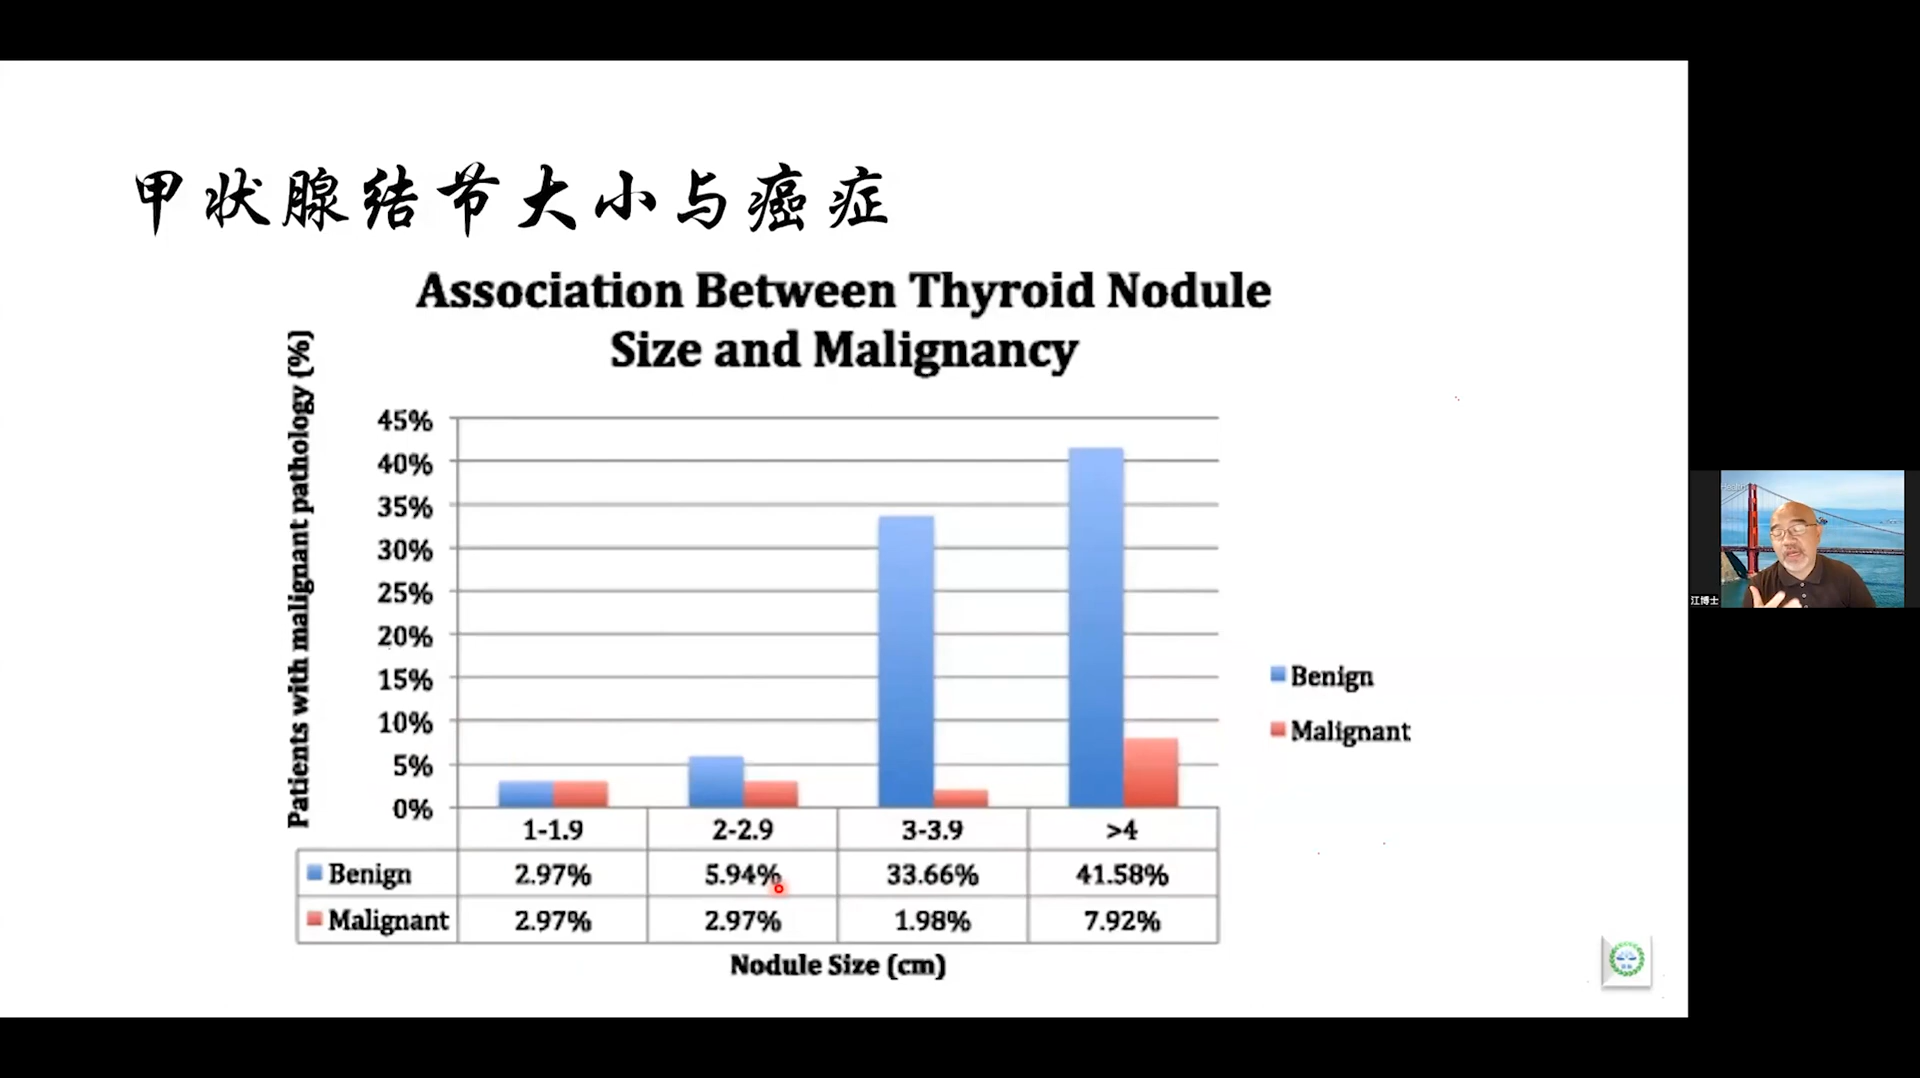 甲状腺结节大小与癌症
Association Between Thyroid Nodule
Size and Malignancy
Patients with malignant pathology (%)
45%
40%
35%
30%
25%
20%
15%
10%
5%
0%
1-1.9 2-2.9 3-3.9 >4
Benign 2.97% 5.94% 33.66% 41.58%
Malignant 2.97% 2.97% 1.98% 7.92%
Nodule Size (cm)
Benign
Malignant
江博士